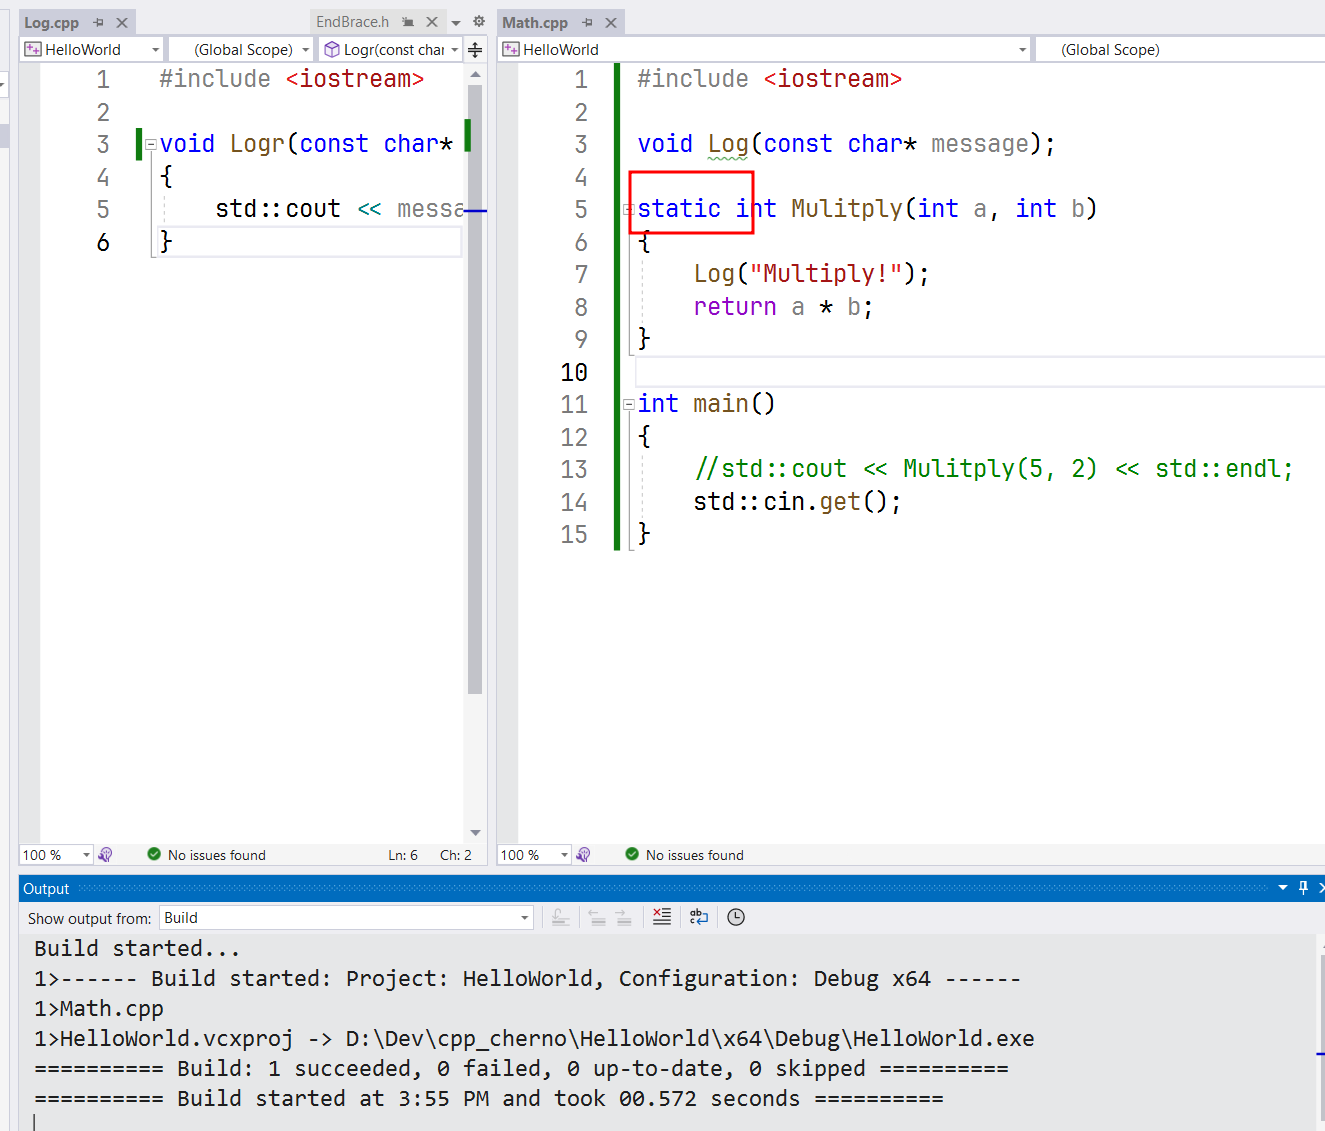 Log.cpp
EndBrace.h
HelloWorld
(Global Scope)
Logr(const char
1 #include <iostream>
2
3 void Logr(const char*
4 {
5 std::cout << messa
6 }
100 %
No issues found
Ln: 6 Ch: 2
Math.cpp
HelloWorld
(Global Scope)
1 #include <iostream>
2
3 void Log(const char* message);
4
5 static int Mulitply(int a, int b)
6 {
7 Log("Multiply!");
8 return a * b;
9 }
10
11 int main()
12 {
13 //std::cout << Mulitply(5, 2) << std::endl;
14 std::cin.get();
15 }
100 %
No issues found
Output
Show output from: Build
Build started...
1>------ Build started: Project: HelloWorld, Configuration: Debug x64 ------
1>Math.cpp
1>HelloWorld.vcxproj -> D:\Dev\cpp_cherno\HelloWorld\x64\Debug\HelloWorld.exe
========== Build: 1 succeeded, 0 failed, 0 up-to-date, 0 skipped ==========
========== Build started at 3:55 PM and took 00.572 seconds ==========